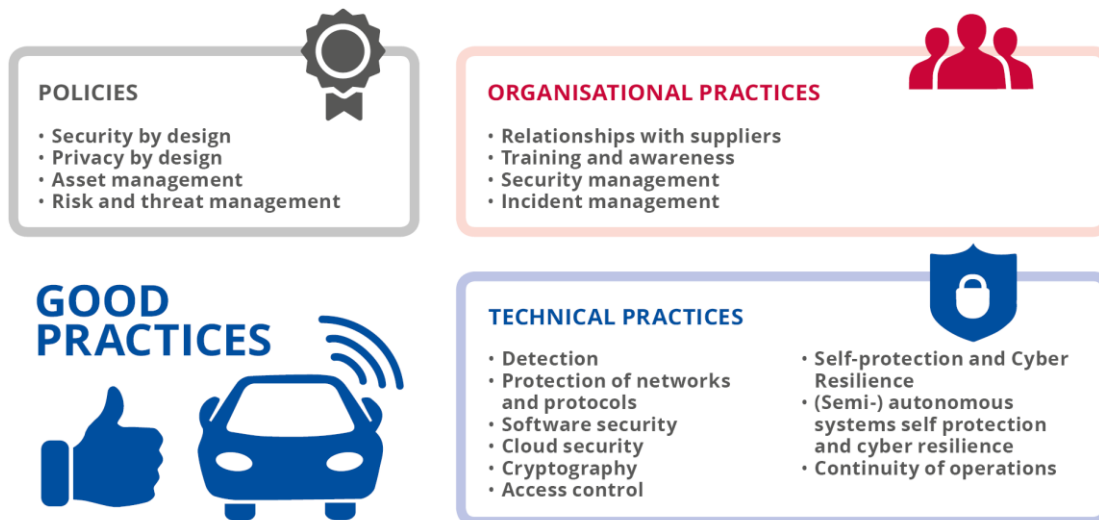 POLICIES
• Security by design
• Privacy by design
• Asset management
• Risk and threat management
ORGANISATIONAL PRACTICES
• Relationships with suppliers
• Training and awareness
• Security management
• Incident management
GOOD
PRACTICES
TECHNICAL PRACTICES
• Detection
• Protection of networks
and protocols
• Software security
• Cloud security
• Cryptography
• Access control
• Self-protection and Cyber
Resilience
• (Semi-) autonomous
systems self protection
and cyber resilience
• Continuity of operations